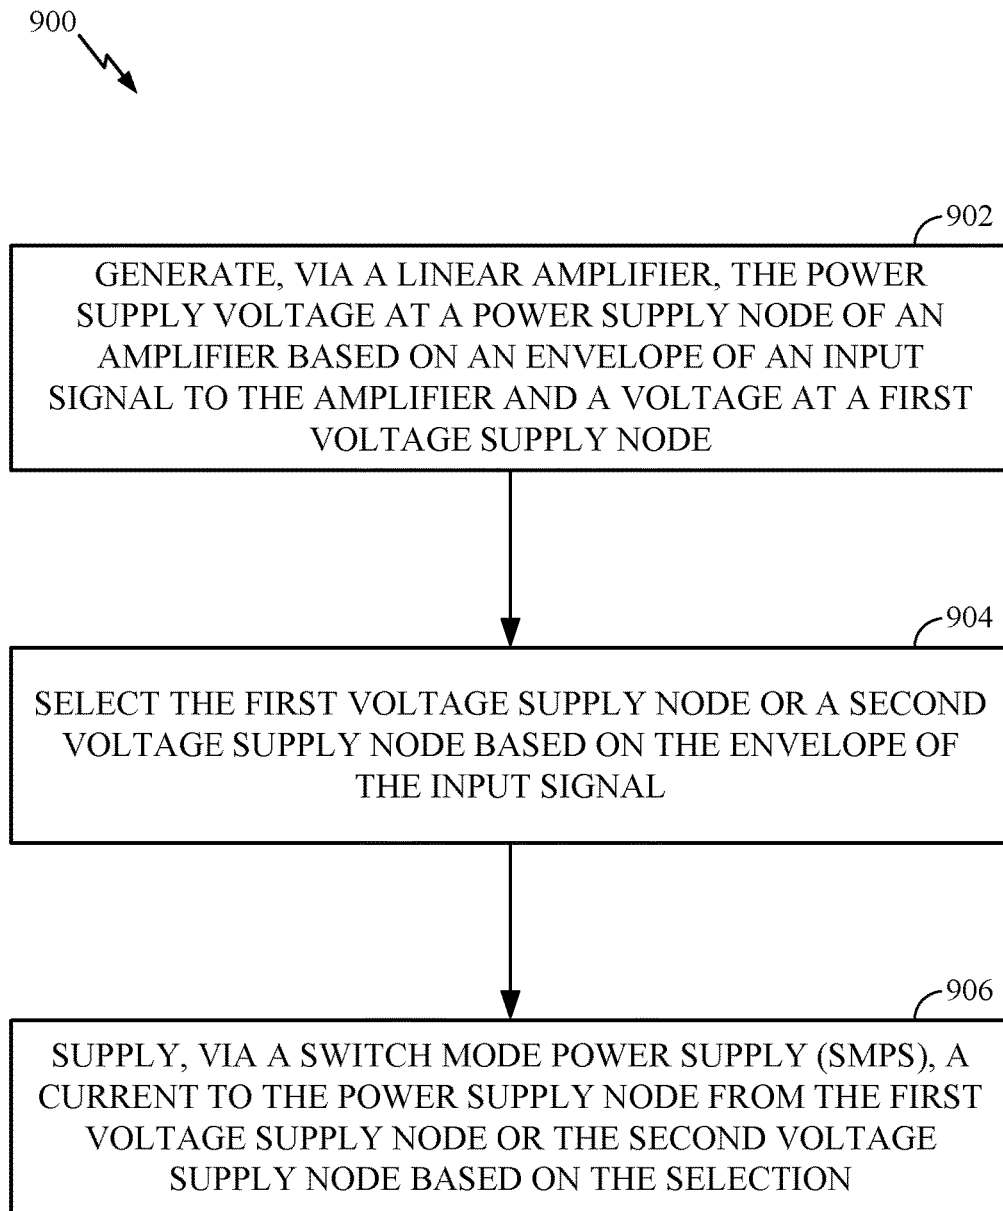 900
902
GENERATE, VIA A LINEAR AMPLIFIER, THE POWER
SUPPLY VOLTAGE AT A POWER SUPPLY NODE OF AN
AMPLIFIER BASED ON AN ENVELOPE OF AN INPUT
SIGNAL TO THE AMPLIFIER AND A VOLTAGE AT A FIRST
VOLTAGE SUPPLY NODE
904
SELECT THE FIRST VOLTAGE SUPPLY NODE OR A SECOND
VOLTAGE SUPPLY NODE BASED ON THE ENVELOPE OF
THE INPUT SIGNAL
906
SUPPLY, VIA A SWITCH MODE POWER SUPPLY (SMPS), A
CURRENT TO THE POWER SUPPLY NODE FROM THE FIRST
VOLTAGE SUPPLY NODE OR THE SECOND VOLTAGE
SUPPLY NODE BASED ON THE SELECTION